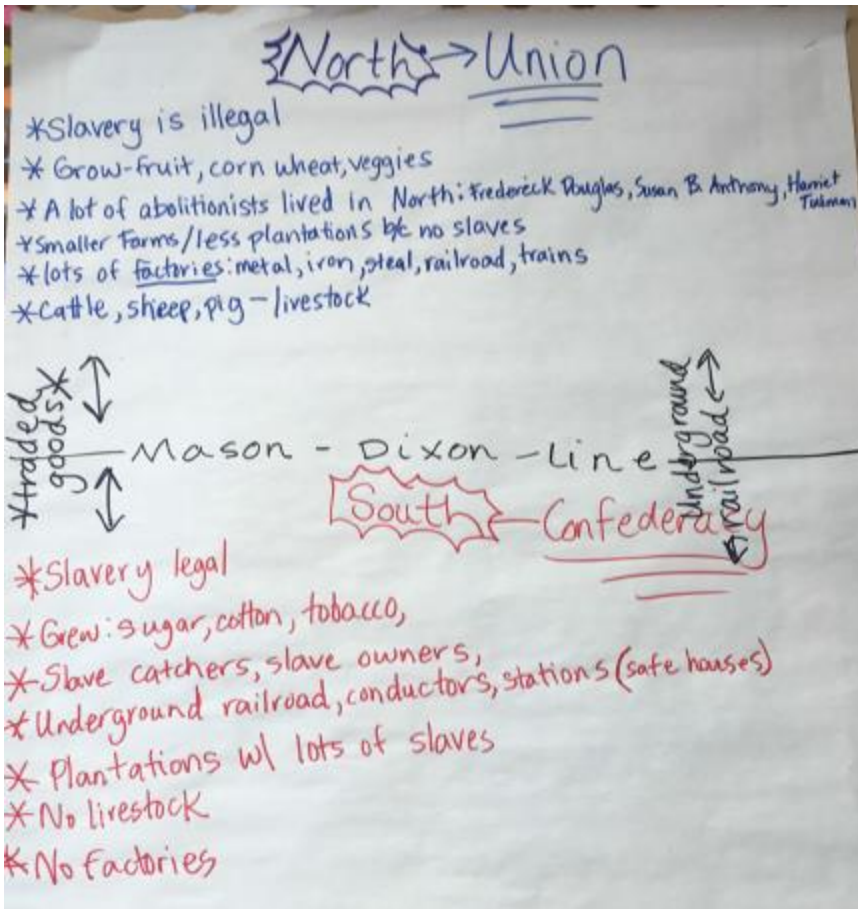 North → Union
*Slavery is illegal
* Grow-fruit, corn wheat, veggies
* A lot of abolitionists lived in North: Frederick Douglas, Susan B. Anthony, Harriet Tubman
*Smaller Farms/less plantations b/c no slaves
*lots of factories: metal, iron, steal, railroad, trains
*Cattle, sheep, pig - livestock
*traded
goods*
Underground
railroad
Mason - Dixon - Line
South - Confederacy
*Slavery legal
*Grew: sugar, cotton, tobacco,
*Slave catchers, slave owners,
*Underground railroad, conductors, stations (safe houses)
* Plantations w/ lots of slaves
*No livestock
*No factories